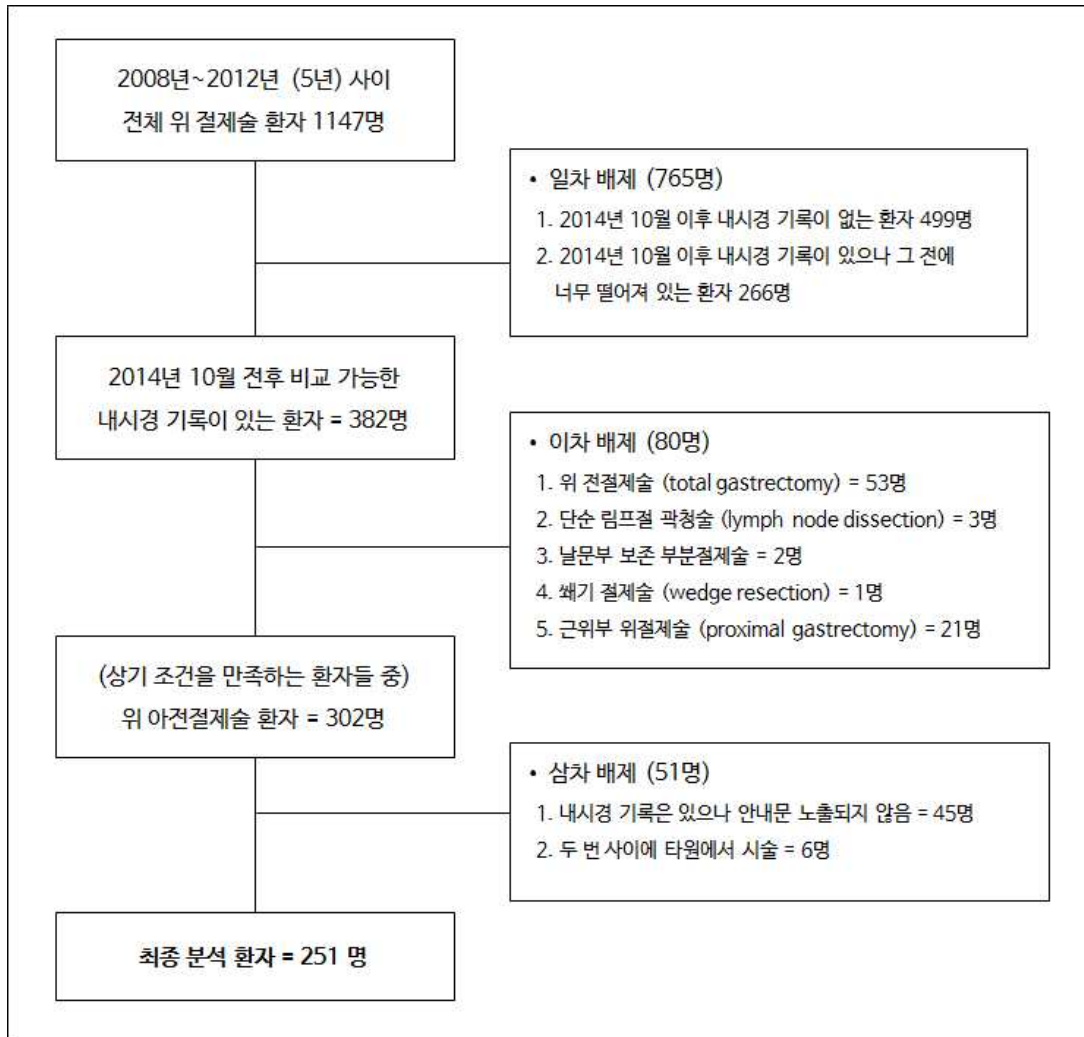 2008년~2012년 (5년) 사이
전체 위 절제술 환자 1147명
• 일차 배제 (765명)
1. 2014년 10월 이후 내시경 기록이 없는 환자 499명
2. 2014년 10월 이후 내시경 기록이 있으나 그 전에
너무 떨어져 있는 환자 266명
2014년 10월 전후 비교 가능한
내시경 기록이 있는 환자 = 382명
• 이차 배제 (80명)
1. 위 전절제술 (total gastrectomy) = 53명
2. 단순 림프절 곽청술 (lymph node dissection) = 3명
3. 날문부 보존 부분절제술 = 2명
4. 쐐기 절제술 (wedge resection) = 1명
5. 근위부 위절제술 (proximal gastrectomy) = 21명
(상기 조건을 만족하는 환자들 중)
위 아전절제술 환자 = 302명
• 삼차 배제 (51명)
1. 내시경 기록은 있으나 안내문 노출되지 않음 = 45명
2. 두 번 사이에 타원에서 시술 = 6명
최종 분석 환자 = 251 명